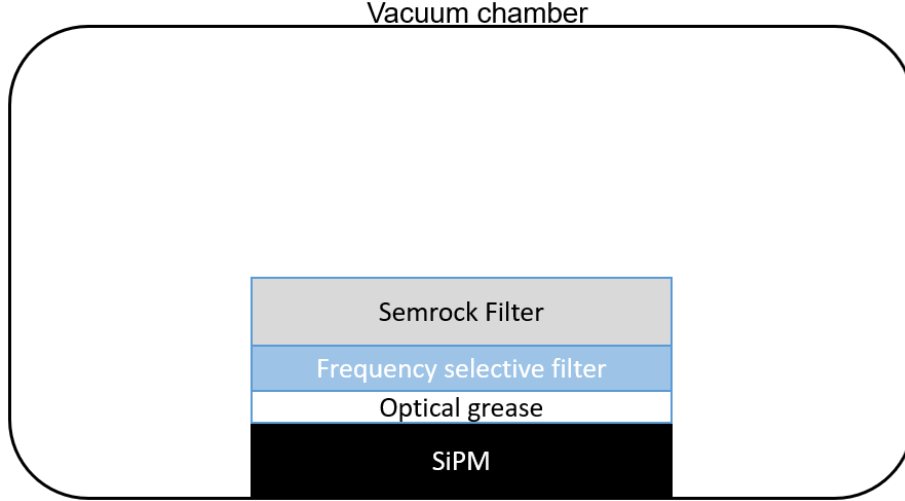 Vacuum chamber
Semrock Filter
Frequency selective filter
Optical grease
SiPM